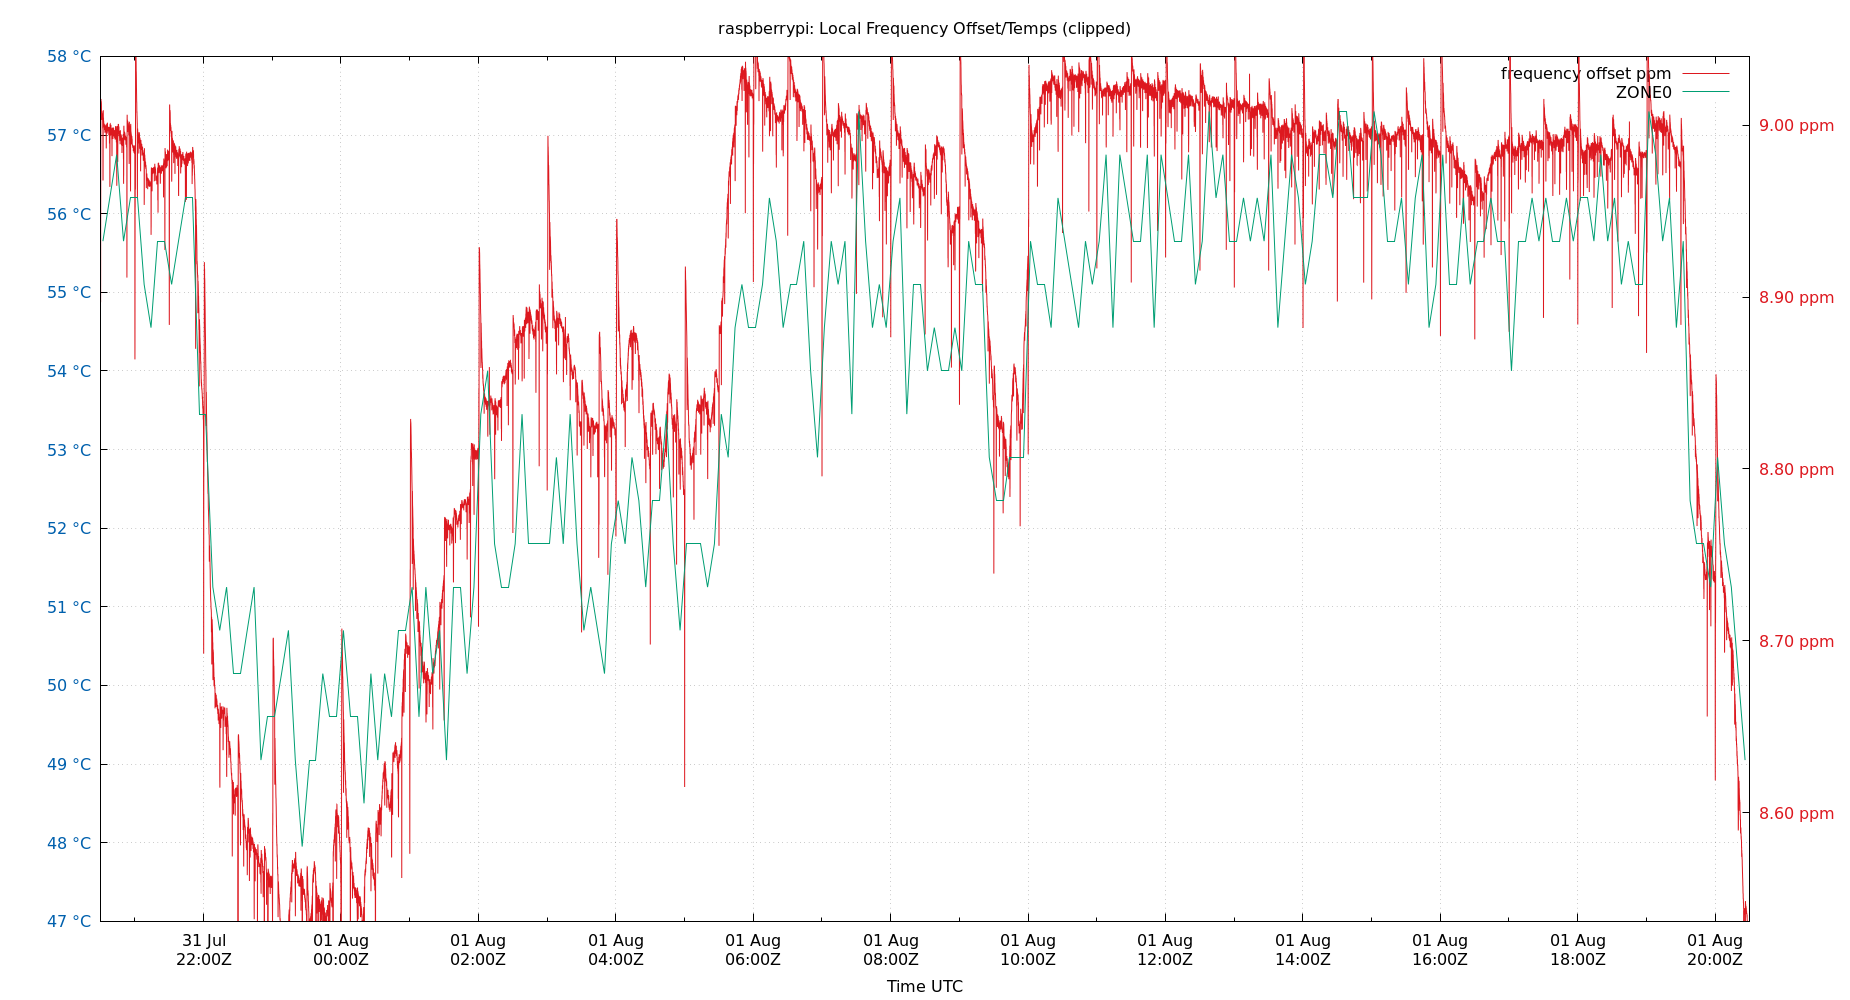 raspberrypi: Local Frequency Offset/Temps (clipped)
58 °C
57 °C
56 °C
55 °C
54 °C
53 °C
52 °C
51 °C
50 °C
49 °C
48 °C
47 °C
frequency offset ppm
ZONE0
9.00 ppm
8.90 ppm
8.80 ppm
8.70 ppm
8.60 ppm
31 Jul
22:00Z
01 Aug
00:00Z
01 Aug
02:00Z
01 Aug
04:00Z
01 Aug
06:00Z
01 Aug
08:00Z
01 Aug
10:00Z
01 Aug
12:00Z
01 Aug
14:00Z
01 Aug
16:00Z
01 Aug
18:00Z
01 Aug
20:00Z
Time UTC